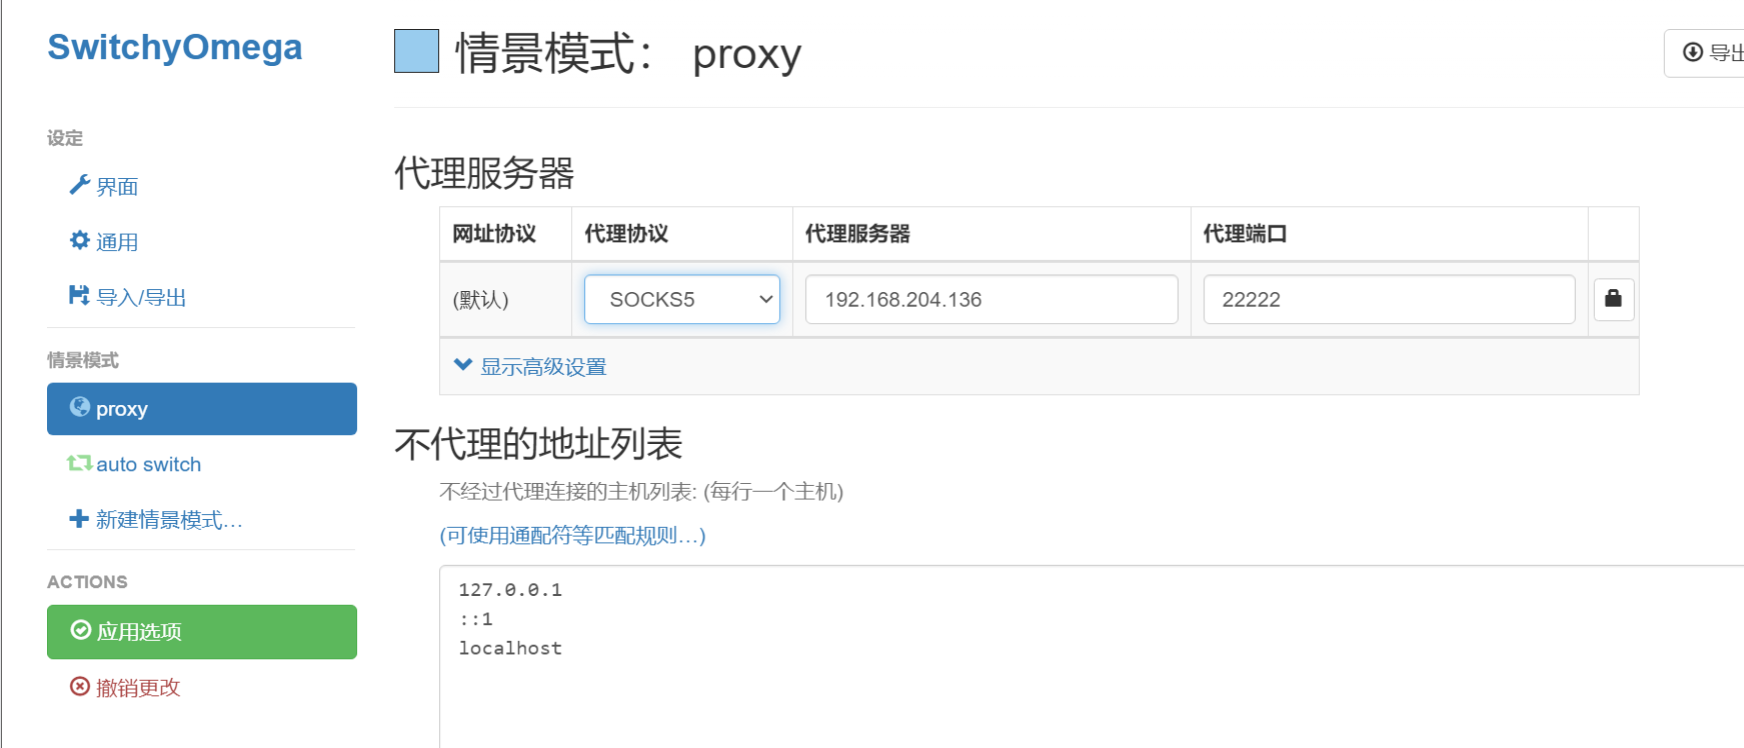 SwitchyOmega
设定
界面
通用
导入/导出
情景模式
proxy
auto switch
新建情景模式…
ACTIONS
应用选项
撤销更改
情景模式： proxy
导出
代理服务器
网址协议 代理协议 代理服务器 代理端口
(默认) SOCKS5 192.168.204.136 22222
显示高级设置
不代理的地址列表
不经过代理连接的主机列表: (每行一个主机)
(可使用通配符等匹配规则…)
127.0.0.1
::1
localhost